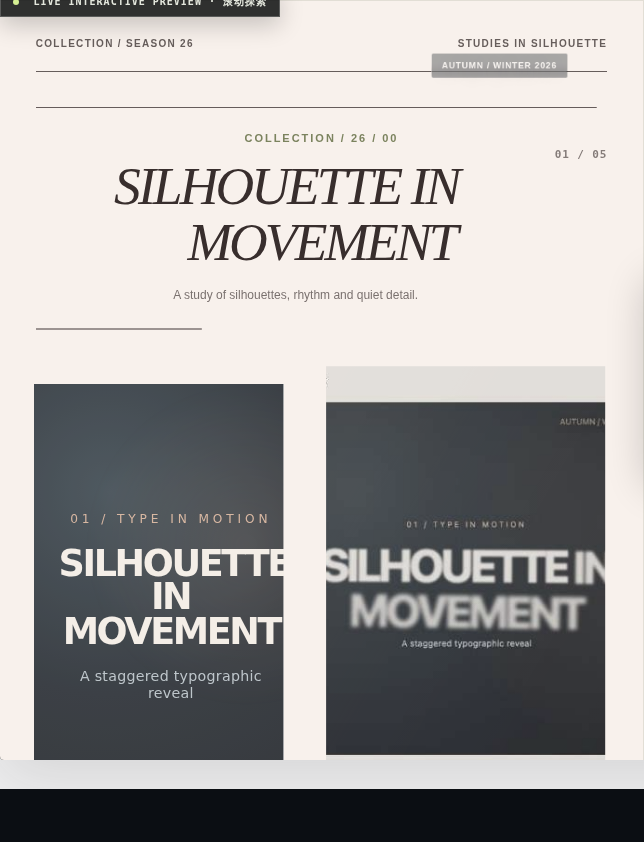 LIVE INTERACTIVE PREVIEW · 滚动探索
COLLECTION / SEASON 26
STUDIES IN SILHOUETTE
AUTUMN / WINTER 2026
COLLECTION / 26 / 00
01 / 05
SILHOUETTE IN
MOVEMENT
A study of silhouettes, rhythm and quiet detail.
01 / TYPE IN MOTION
SILHOUETTE
IN
MOVEMENT
A staggered typographic
reveal
AUTUMN / W
01 / TYPE IN MOTION
SILHOUETTE IN
MOVEMENT
A staggered typographic reveal